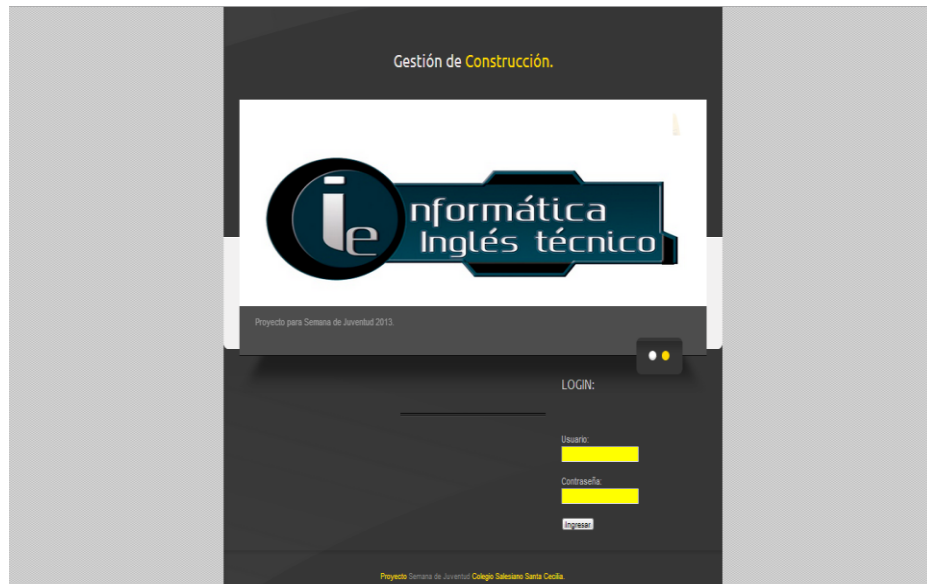 Gestión de Construcción.
ie nformática
Inglés técnico
Proyecto para Semana de Juventud 2013.
LOGIN:
Usuario:
Contraseña:
Ingresar
Proyecto Semana de Juventud Colegio Salesiano Santa Cecilia.